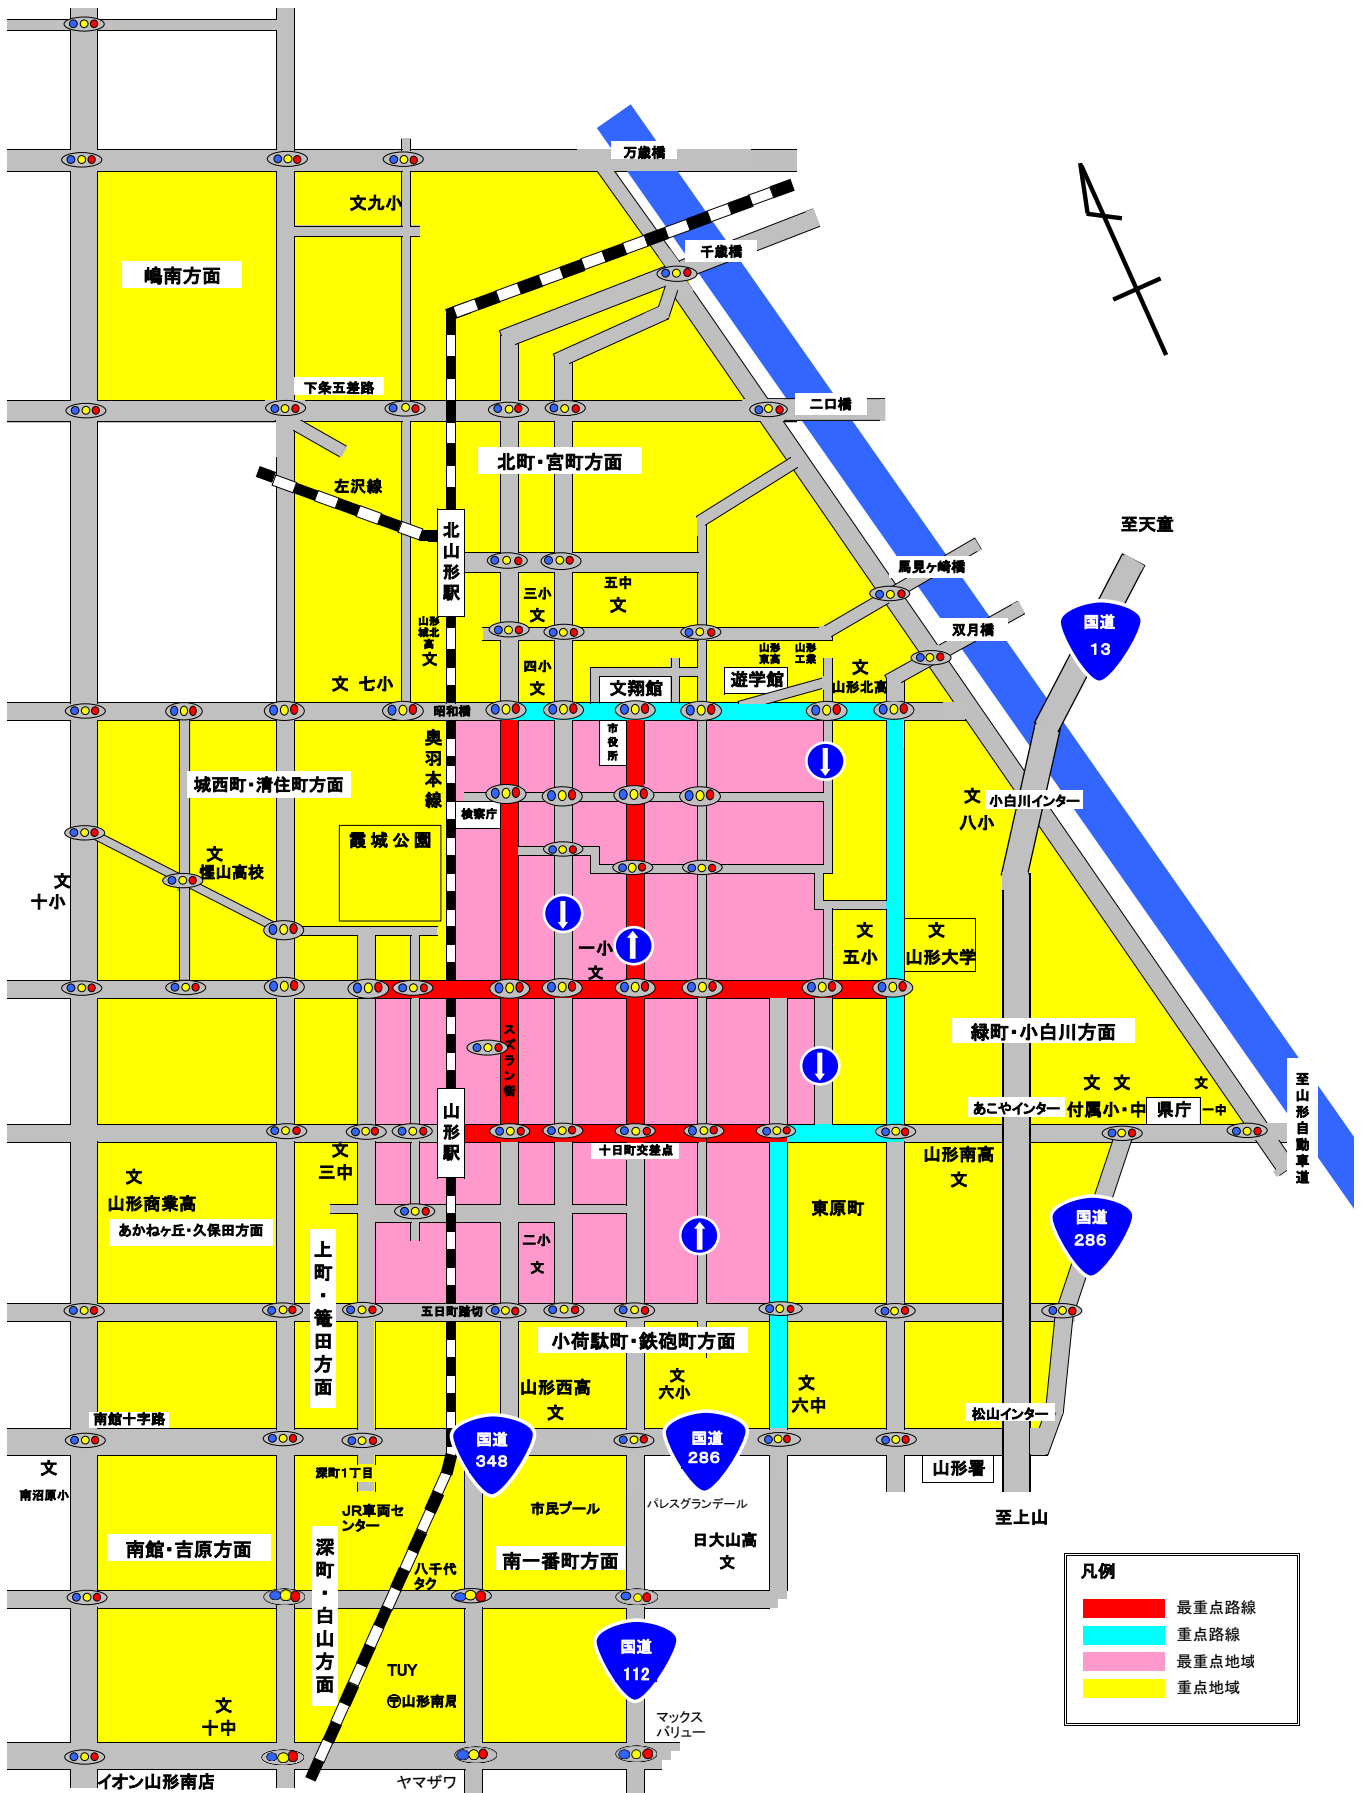 万歳橋
文九小
千歳橋
嶋南方面
下条五差路
二口橋
北町・宮町方面
左沢線
至天童
北山形駅
馬見ヶ崎橋
三小
文
五中
文
国道
13
山形
城北
高
文
双月橋
山形
東高
山形
工業
四小
文
文 七小
文翔館
遊学館
文
山形北高
昭和橋
市役所
奥羽本線
城西町・清住町方面
文
八小
小白川インター
検察庁
霞城公園
文
惺山高校
文
十小
一小
文
文
五小
文
山形大学
スズラン街
緑町・小白川方面
文 文
付属小・中
文
一中
県庁
あこやインター
至山形自動車道
山形駅
十日町交差点
文
三中
山形南高
文
文
山形商業高
あかねヶ丘・久保田方面
東原町
国道
286
上町・篭田方面
二小
文
五日町踏切
小荷駄町・鉄砲町方面
山形西高
文
文
六小
文
六中
南館十字路
松山インター
国道
348
国道
286
文
南沼原小
深町1丁目
山形署
JR車両セ
ンター
市民プール
パレスグランデール
至上山
南館・吉原方面
深町・白山方面
南一番町方面
日大山高
文
八千代
タク
国道
112
TUY
〶山形南局
文
十中
マックス
バリュー
イオン山形南店
ヤマザワ
凡例
最重点路線
重点路線
最重点地域
重点地域